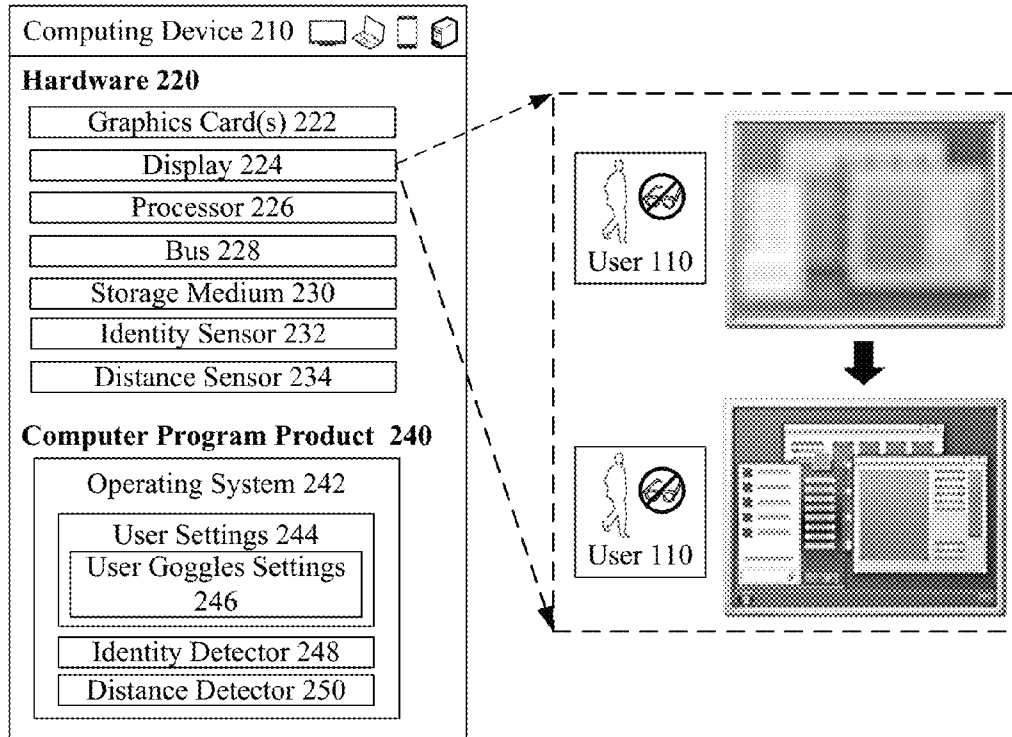 Computing Device 210
Hardware 220
Graphics Card(s) 222
Display 224
Processor 226
Bus 228
Storage Medium 230
Identity Sensor 232
Distance Sensor 234
Computer Program Product 240
Operating System 242
User Settings 244
User Goggles Settings
246
Identity Detector 248
Distance Detector 250
User 110
User 110